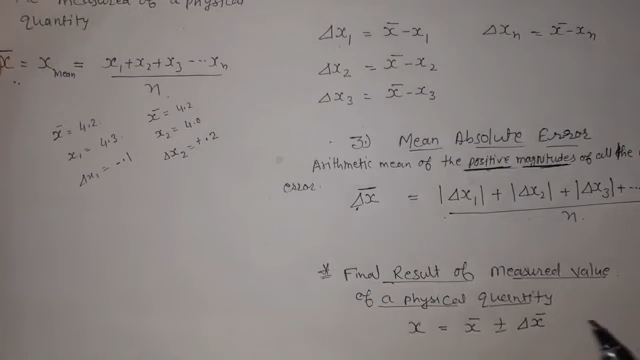 measured of a physical
quantity
x̄ = x Mean = x₁+x₂+x₃ ---xₙ / n
x̄ = 4.2
x₁ = 4.3
Δx₁ = -.1
x̄ = 4.2
x₂ = 4.0
Δx₂ = +.2
Δx₁ = x̄-x₁ Δxₙ = x̄-xₙ
Δx₂ = x̄-x₂
Δx₃ = x̄-x₃
3.) Mean Absolute Error
Arithmetic mean of the positive magnitudes of all the
error.
Δx̄ = |Δx₁| + |Δx₂| + |Δx₃| + --- / n
* Final Result of measured value
of a physical quantity
x = x̄ ± Δx̄